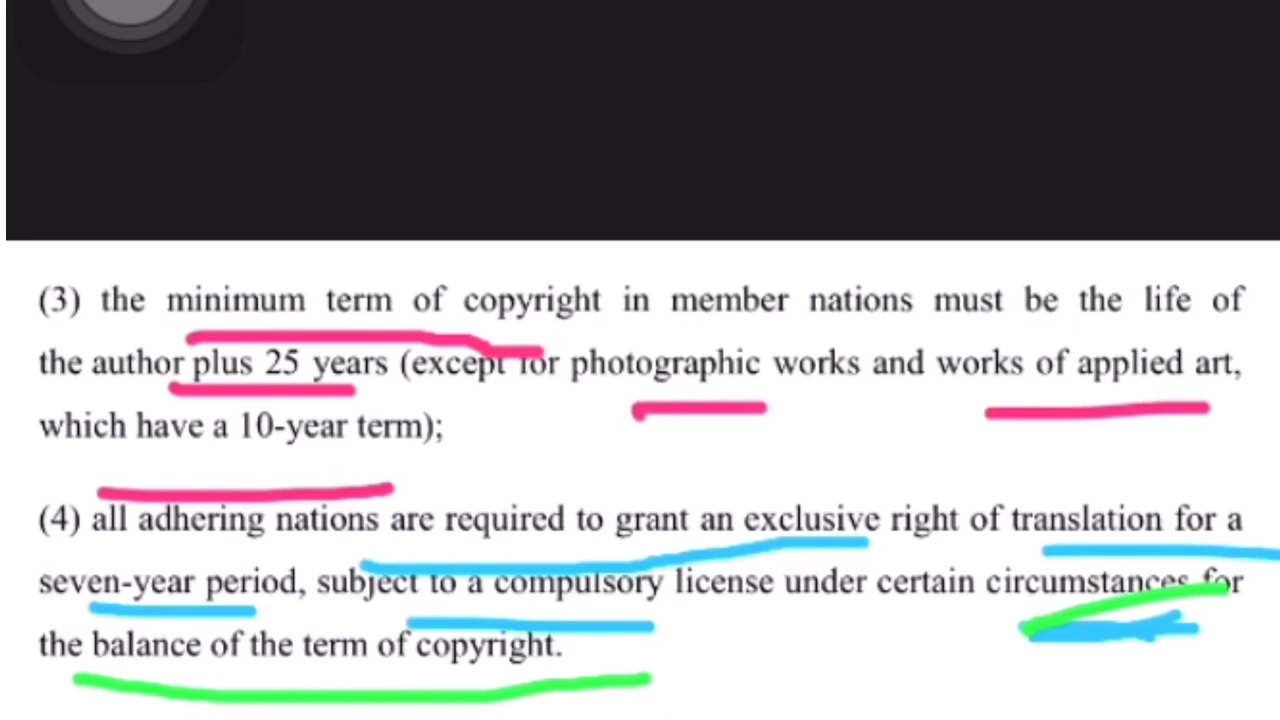 (3) the minimum term of copyright in member nations must be the life of
the author plus 25 years (except for photographic works and works of applied art,
which have a 10-year term);
(4) all adhering nations are required to grant an exclusive right of translation for a
seven-year period, subject to a compulsory license under certain circumstances for
the balance of the term of copyright.